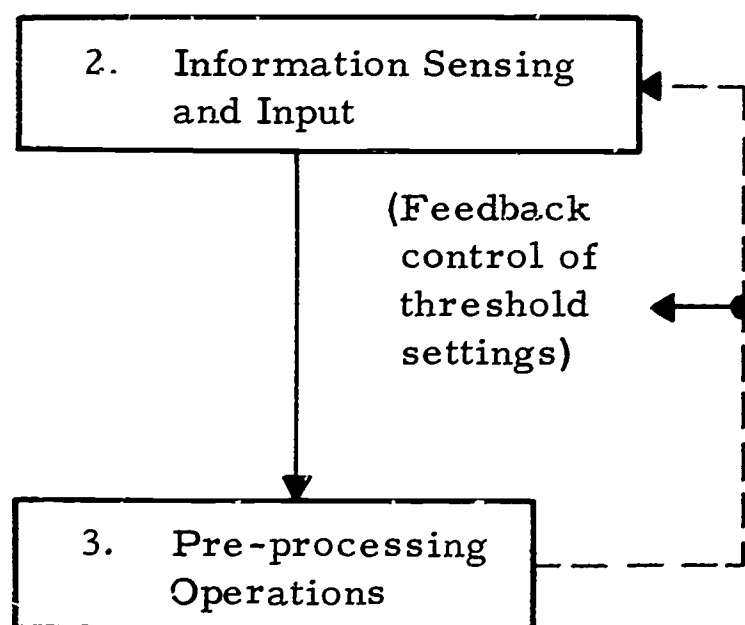 2. Information Sensing
and Input
(Feedback
control of
threshold
settings)
3. Pre-processing
Operations